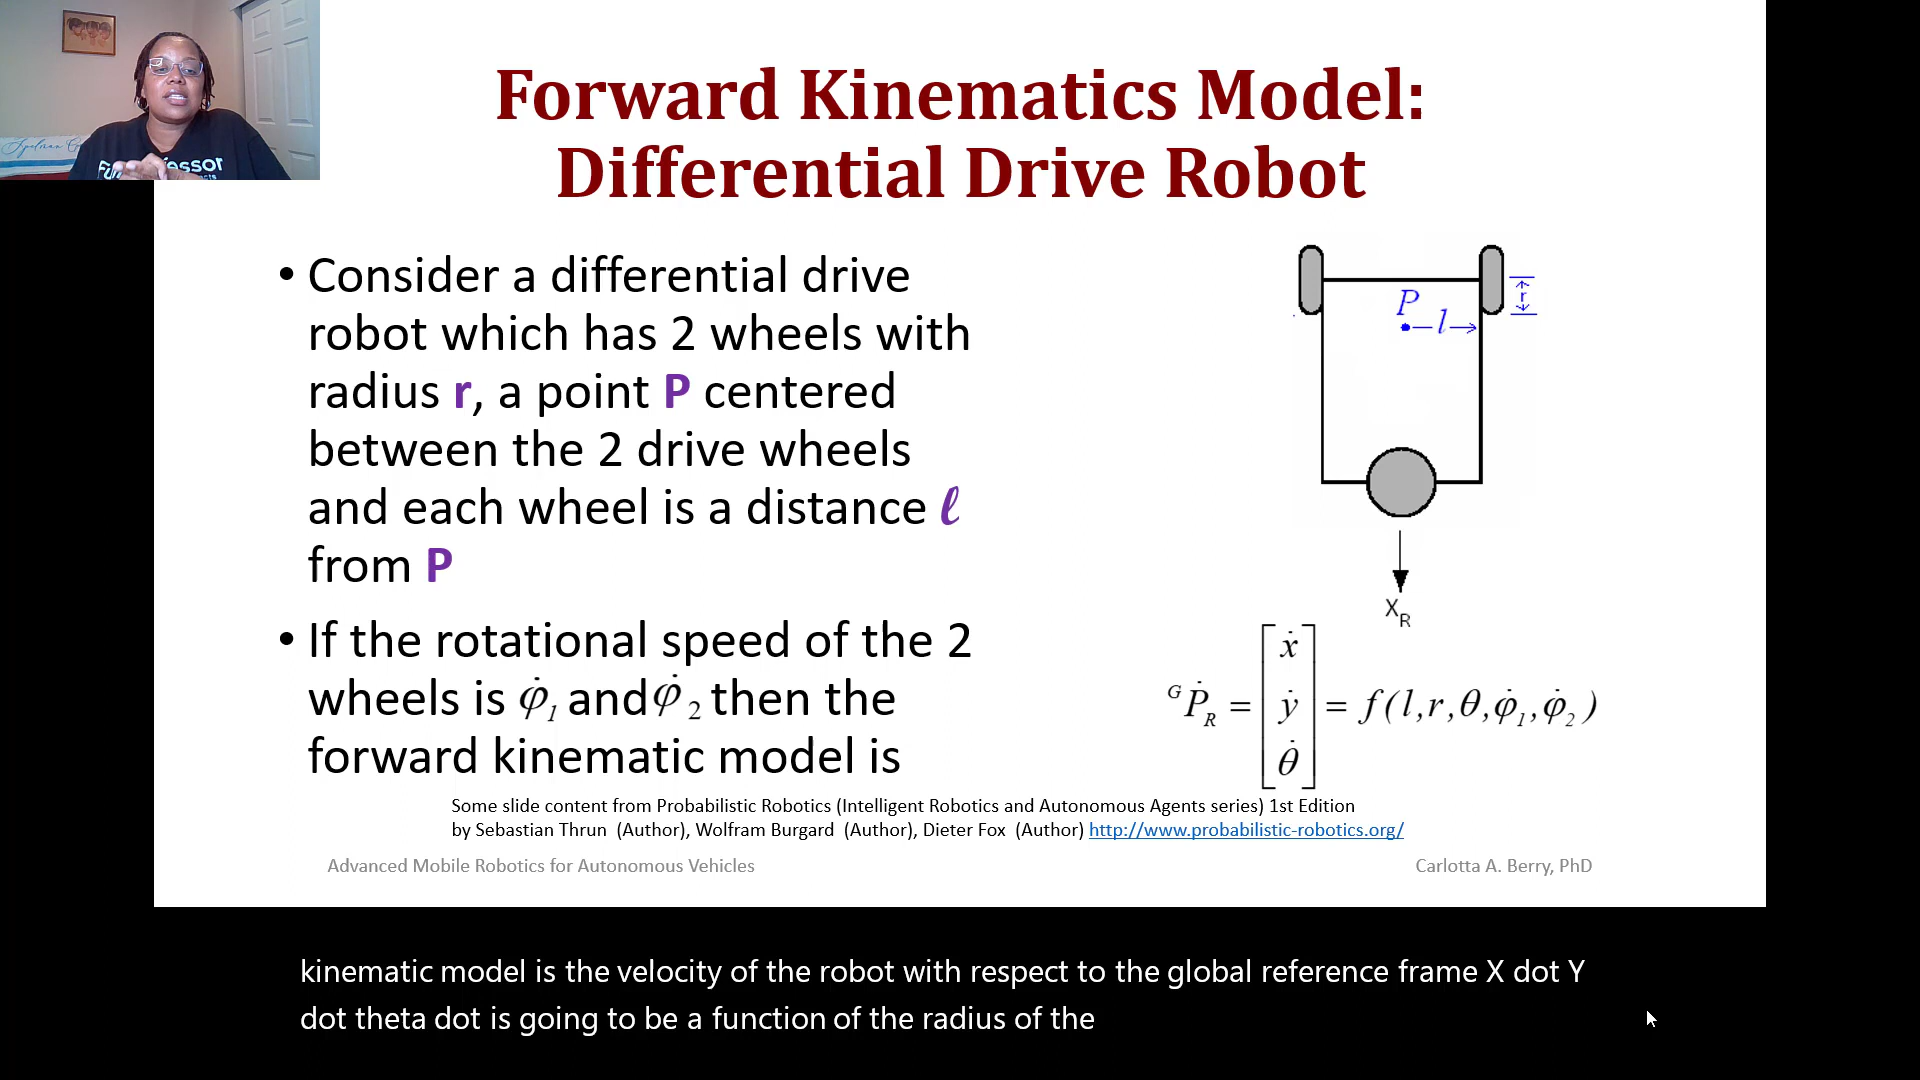 Forward Kinematics Model:
Differential Drive Robot
• Consider a differential drive
robot which has 2 wheels with
radius r, a point P centered
between the 2 drive wheels
and each wheel is a distance ℓ
from P
• If the rotational speed of the 2
wheels is φ̇₁ and φ̇₂ then the
forward kinematic model is
P
l
r
X_R
ᴳṖ_R = [ẋ ẏ θ̇] = f(l,r,θ,φ̇₁,φ̇₂)
Some slide content from Probabilistic Robotics (Intelligent Robotics and Autonomous Agents series) 1st Edition
by Sebastian Thrun (Author), Wolfram Burgard (Author), Dieter Fox (Author) http://www.probabilistic-robotics.org/
Advanced Mobile Robotics for Autonomous Vehicles
Carlotta A. Berry, PhD
kinematic model is the velocity of the robot with respect to the global reference frame X dot Y
dot theta dot is going to be a function of the radius of the